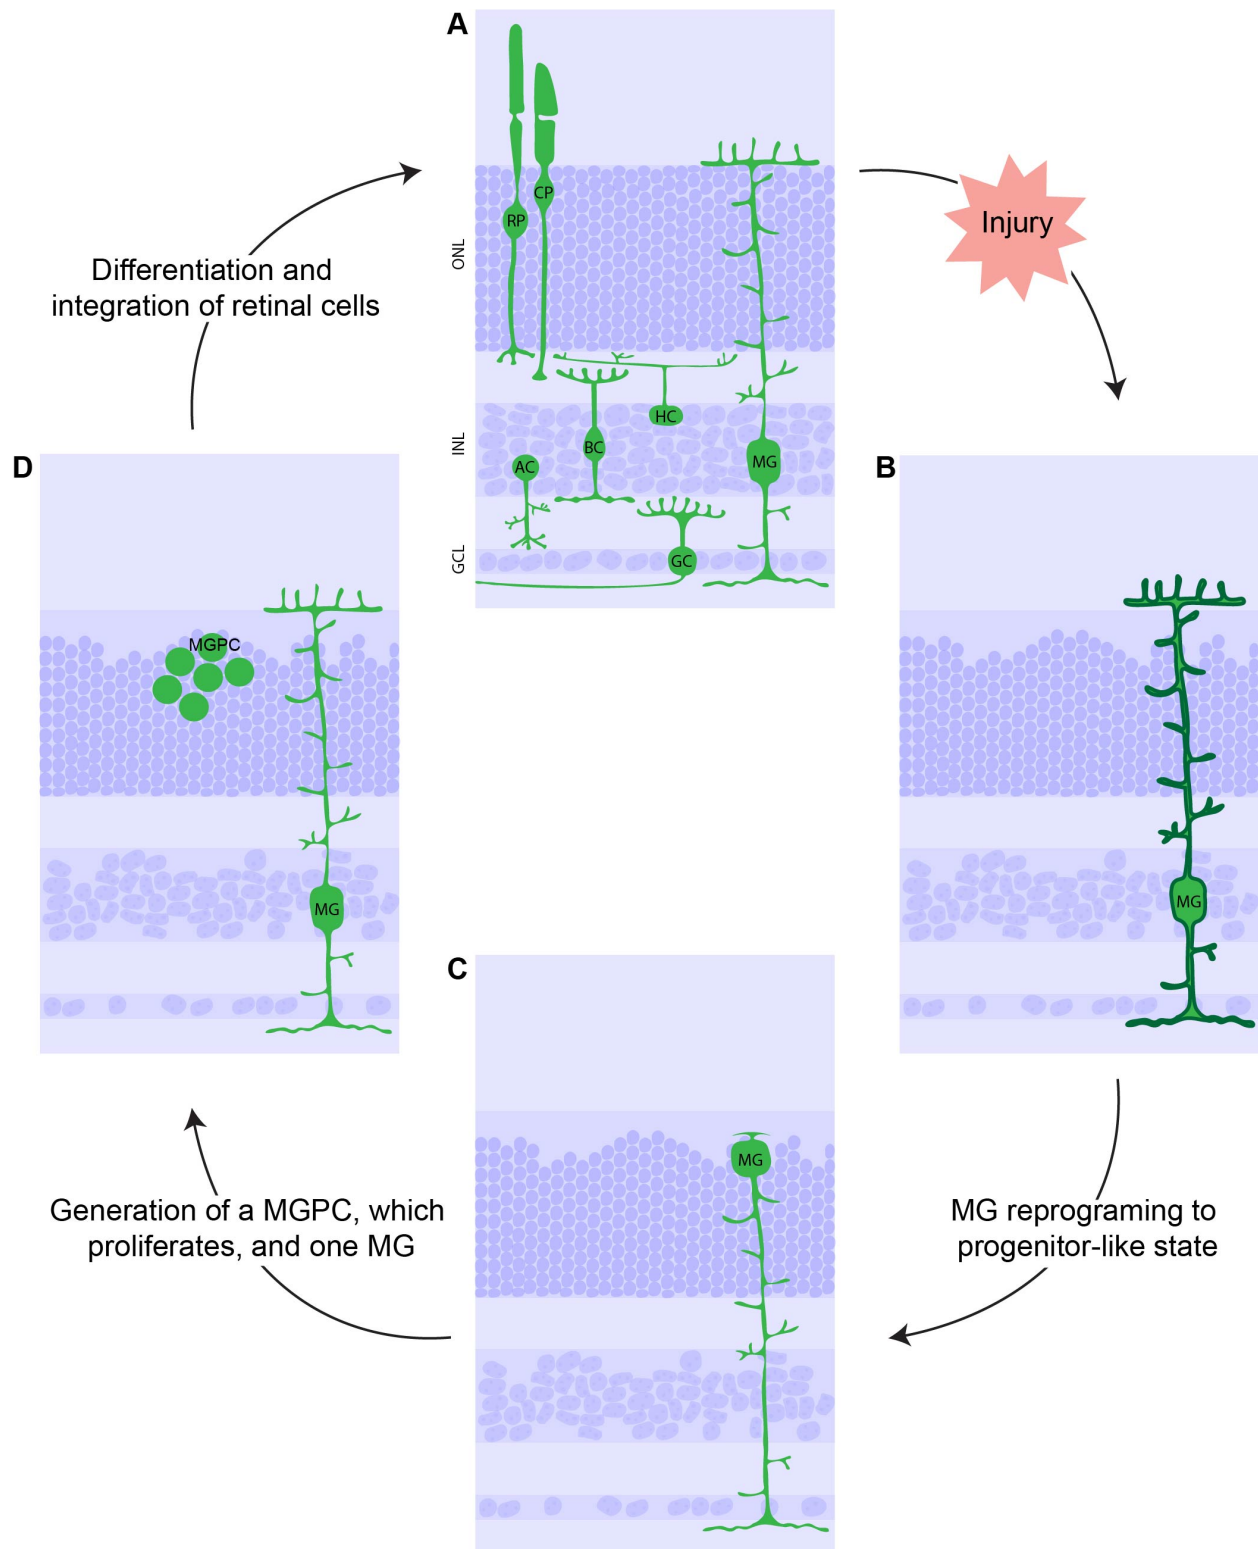 A
RP
CP
ONL
HC
BC
INL
AC
MG
GCL
GC
Injury
Differentiation and
integration of retinal cells
D
MGPC
MG
B
MG
C
MG
Generation of a MGPC, which
proliferates, and one MG
MG reprograming to
progenitor-like state